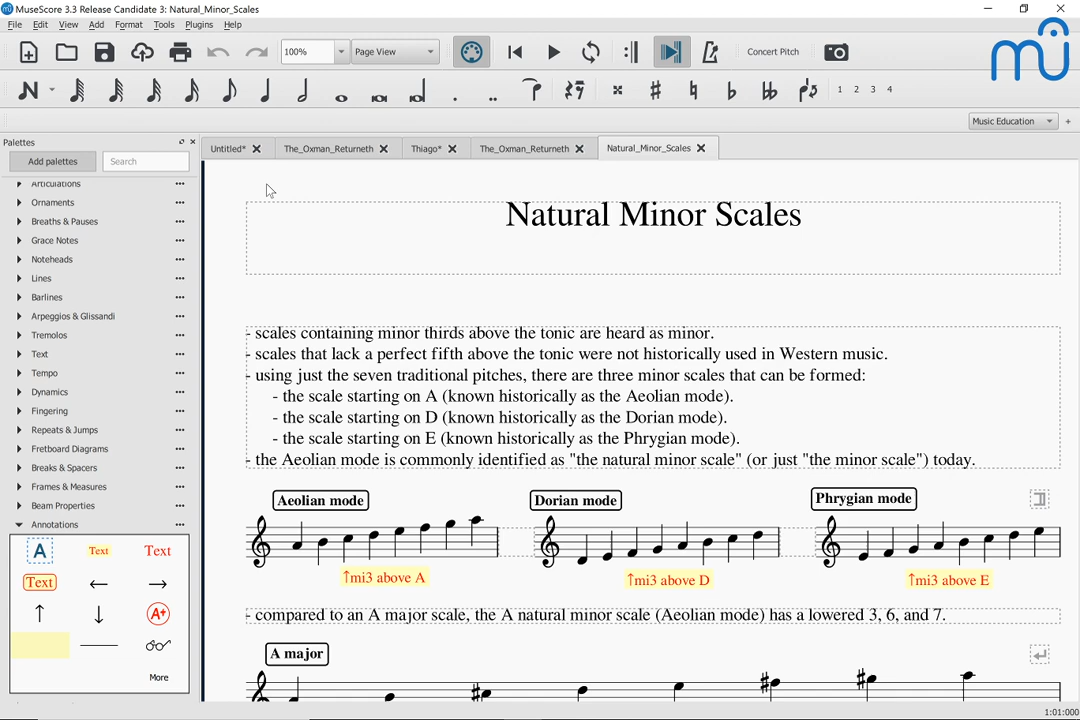 MuseScore 3.3 Release Candidate 3: Natural_Minor_Scales
File Edit View Add Format Tools Plugins Help
100% Page View Concert Pitch
mu
1 2 3 4
Music Education +
Palettes
Add palettes Search
Untitled* The_Oxman_Returneth Thiago* The_Oxman_Returneth Natural_Minor_Scales
Articulations
Ornaments
Breaths & Pauses
Grace Notes
Noteheads
Lines
Barlines
Arpeggios & Glissandi
Tremolos
Text
Tempo
Dynamics
Fingering
Repeats & Jumps
Fretboard Diagrams
Breaks & Spacers
Frames & Measures
Beam Properties
Annotations
A Text Text
Text ← →
↑ ↓ A+
More
Natural Minor Scales
- scales containing minor thirds above the tonic are heard as minor.
- scales that lack a perfect fifth above the tonic were not historically used in Western music.
- using just the seven traditional pitches, there are three minor scales that can be formed:
- the scale starting on A (known historically as the Aeolian mode).
- the scale starting on D (known historically as the Dorian mode).
- the scale starting on E (known historically as the Phrygian mode).
- the Aeolian mode is commonly identified as "the natural minor scale" (or just "the minor scale") today.
Aeolian mode Dorian mode Phrygian mode
↑mi3 above A ↑mi3 above D ↑mi3 above E
- compared to an A major scale, the A natural minor scale (Aeolian mode) has a lowered 3, 6, and 7.
A major
1:01:000